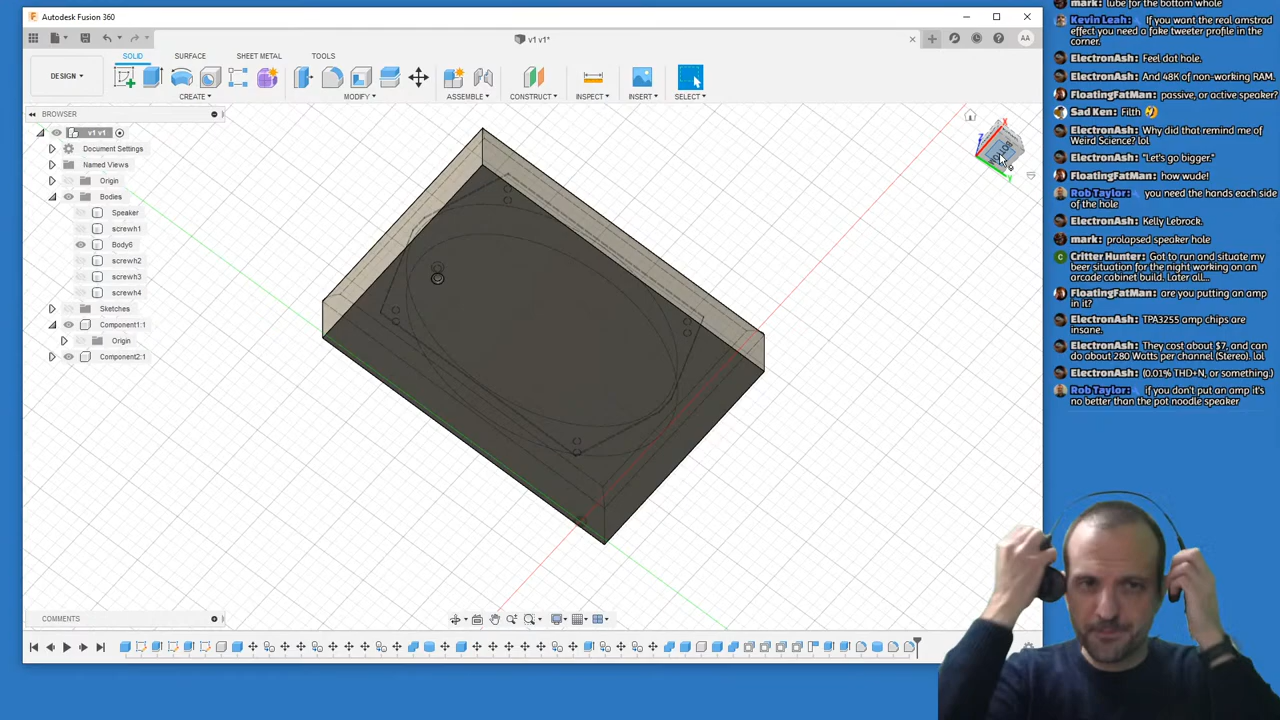 Autodesk Fusion 360
v1 v1*
AA
DESIGN
SOLID
SURFACE
SHEET METAL
TOOLS
CREATE
MODIFY
ASSEMBLE
CONSTRUCT
INSPECT
INSERT
SELECT
BROWSER
v1 v1
Document Settings
Named Views
Origin
Bodies
Speaker
screwh1
Body6
screwh2
screwh3
screwh4
Sketches
Component1:1
Origin
Component2:1
COMMENTS
X
Z
Y
mark: lube for the bottom whole
Kevin Leah: If you want the real amstrad
effect you need a fake tweeter profile in the
corner.
ElectronAsh: Feel dat hole.
ElectronAsh: And 48K of non-working RAM.
FloatingFatMan: passive, or active speaker?
Sad Ken: Filth
ElectronAsh: Why did that remind me of
Weird Science? lol
ElectronAsh: "Let's go bigger."
FloatingFatMan: how wude!
Rob Taylor: you need the hands each side
of the hole
ElectronAsh: Kelly Lebrock.
mark: prolapsed speaker hole
Critter Hunter: Got to run and situate my
beer situation for the night working on an
arcade cabinet build. Later all...
FloatingFatMan: are you putting an amp
in it?
ElectronAsh: TPA3255 amp chips are
insane.
ElectronAsh: They cost about $7, and can
do about 280 Watts per channel (Stereo). lol
ElectronAsh: (0.01% THD+N, or something.)
Rob Taylor: if you don't put an amp it's
no better than the pot noodle speaker